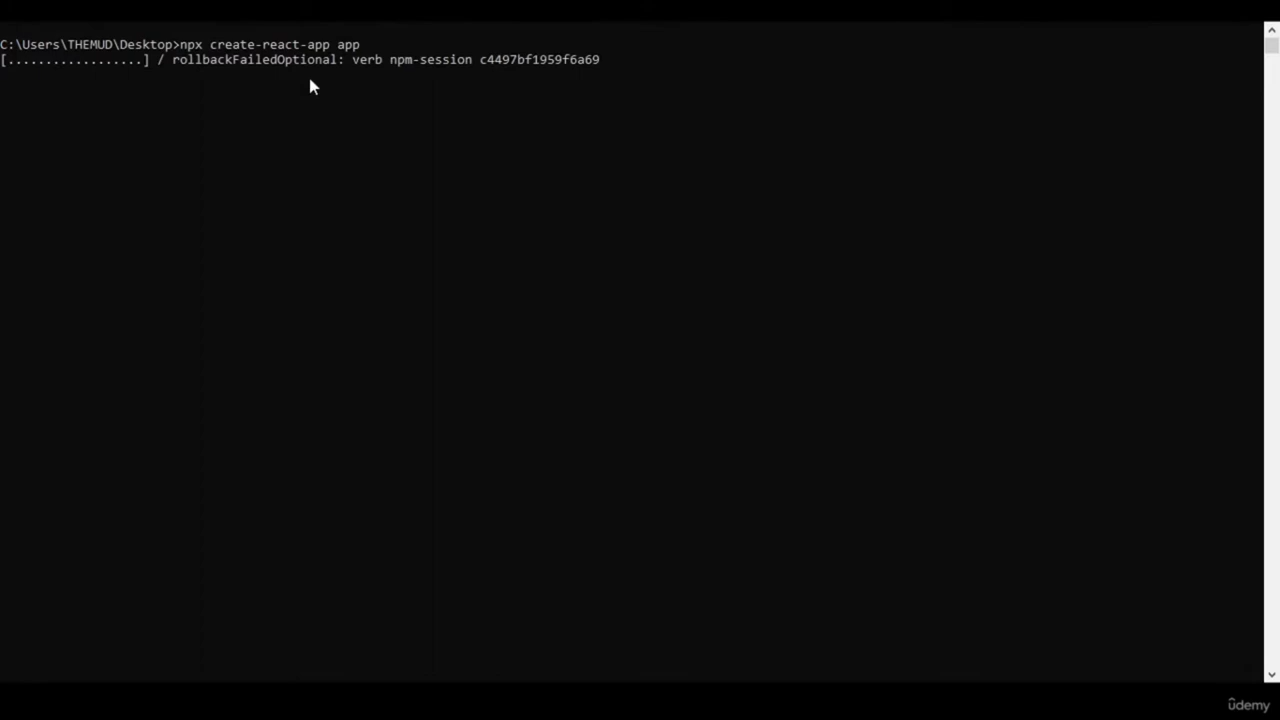 C:\Users\THEMUD\Desktop>npx create-react-app app
[..................] / rollbackFailedOptional: verb npm-session c4497bf1959f6a69
ûdemy